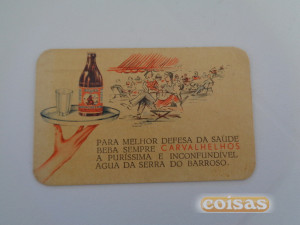 PARA MELHOR DEFESA DA SAUDE
BEBA SEMPRE CARVALHELHOS
A PURISSIMA E INCONFUNDIVEL
AGUA DA SERRA DO BARROSO.
coisas